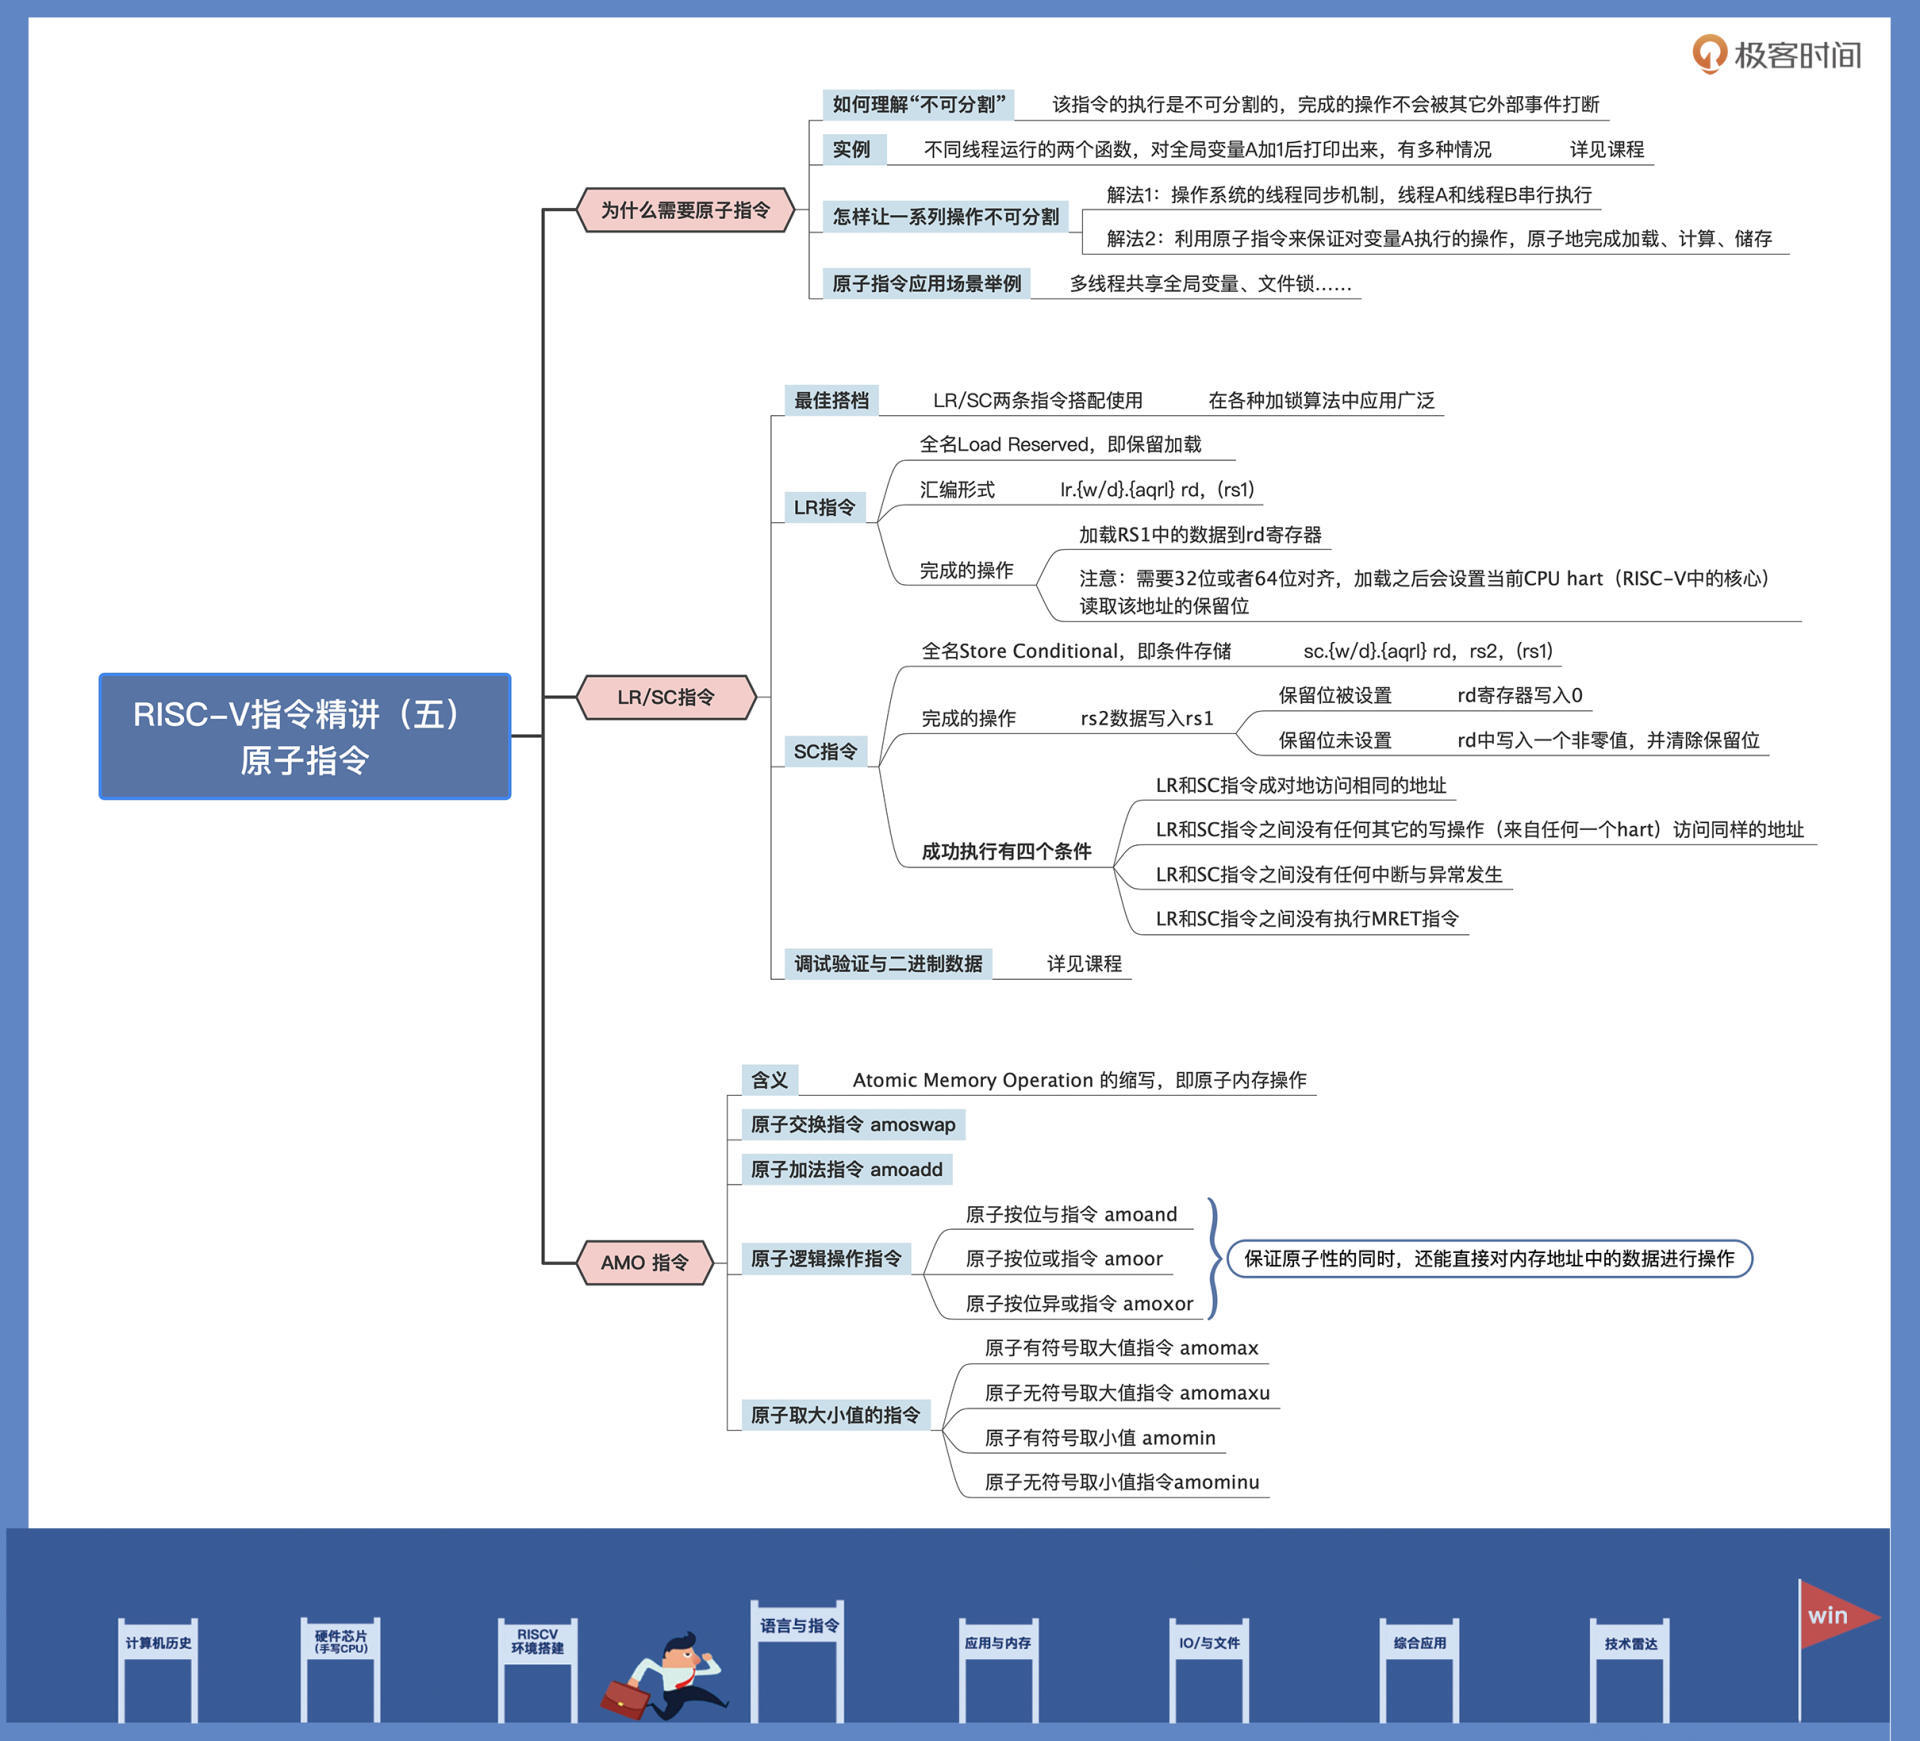 极客时间
如何理解“不可分割” 该指令的执行是不可分割的，完成的操作不会被其它外部事件打断
实例 不同线程运行的两个函数，对全局变量A加1后打印出来，有多种情况 详见课程
为什么需要原子指令
怎样让一系列操作不可分割
解法1：操作系统的线程同步机制，线程A和线程B串行执行
解法2：利用原子指令来保证对变量A执行的操作，原子地完成加载、计算、储存
原子指令应用场景举例 多线程共享全局变量、文件锁……
RISC-V指令精讲（五）
原子指令
LR/SC指令
最佳搭档 LR/SC两条指令搭配使用 在各种加锁算法中应用广泛
LR指令
全名Load Reserved，即保留加载
汇编形式 lr.{w/d}.{aqrl} rd，(rs1)
完成的操作
加载RS1中的数据到rd寄存器
注意：需要32位或者64位对齐，加载之后会设置当前CPU hart（RISC-V中的核心）
读取该地址的保留位
SC指令
全名Store Conditional，即条件存储 sc.{w/d}.{aqrl} rd，rs2，(rs1)
完成的操作 rs2数据写入rs1
保留位被设置 rd寄存器写入0
保留位未设置 rd中写入一个非零值，并清除保留位
成功执行有四个条件
LR和SC指令成对地访问相同的地址
LR和SC指令之间没有任何其它的写操作（来自任何一个hart）访问同样的地址
LR和SC指令之间没有任何中断与异常发生
LR和SC指令之间没有执行MRET指令
调试验证与二进制数据 详见课程
AMO 指令
含义 Atomic Memory Operation 的缩写，即原子内存操作
原子交换指令 amoswap
原子加法指令 amoadd
原子逻辑操作指令
原子按位与指令 amoand
原子按位或指令 amoor
原子按位异或指令 amoxor
保证原子性的同时，还能直接对内存地址中的数据进行操作
原子取大小值的指令
原子有符号取大值指令 amomax
原子无符号取大值指令 amomaxu
原子有符号取小值 amomin
原子无符号取小值指令amominu
计算机历史
硬件芯片
(手写CPU)
RISCV
环境搭建
语言与指令
应用与内存
IO/与文件
综合应用
技术雷达
win